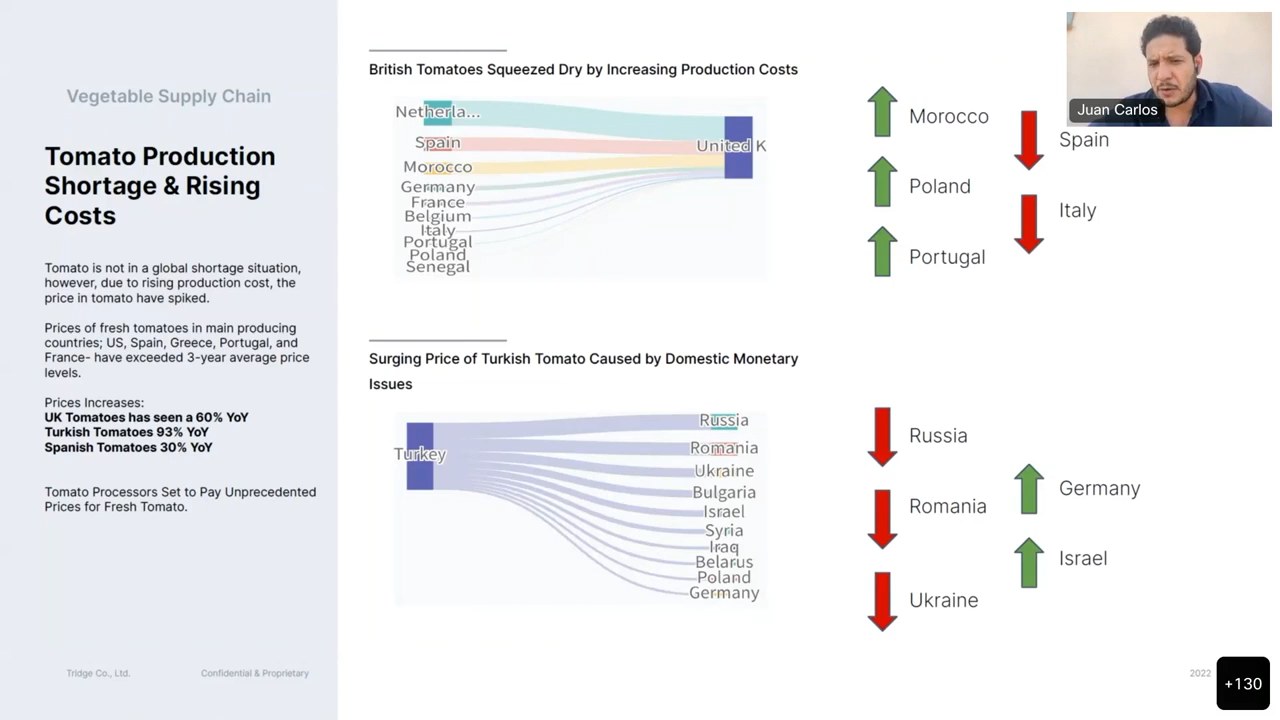 Vegetable Supply Chain
Tomato Production
Shortage & Rising
Costs
Tomato is not in a global shortage situation,
however, due to rising production cost, the
price in tomato have spiked.
Prices of fresh tomatoes in main producing
countries; US, Spain, Greece, Portugal, and
France- have exceeded 3-year average price
levels.
Prices Increases:
UK Tomatoes has seen a 60% YoY
Turkish Tomatoes 93% YoY
Spanish Tomatoes 30% YoY
Tomato Processors Set to Pay Unprecedented
Prices for Fresh Tomato.
Tridge Co., Ltd.
Confidential & Proprietary
British Tomatoes Squeezed Dry by Increasing Production Costs
Netherla...
Spain
Morocco
Germany
France
Belgium
Italy
Portugal
Poland
Senegal
United K
Morocco
Poland
Portugal
Spain
Italy
Surging Price of Turkish Tomato Caused by Domestic Monetary
Issues
Turkey
Russia
Romania
Ukraine
Bulgaria
Israel
Syria
Iraq
Belarus
Poland
Germany
Russia
Romania
Ukraine
Germany
Israel
2022
Juan Carlos
+130